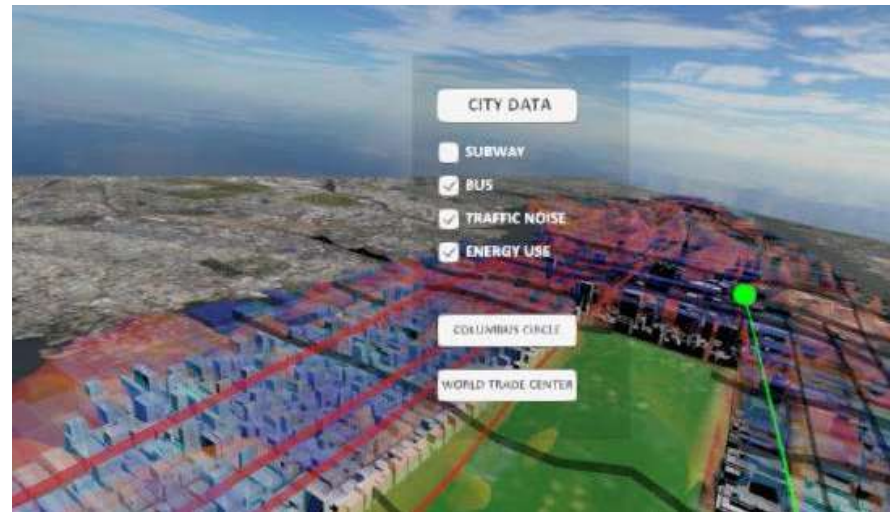 CITY DATA
SUBWAY
BUS
TRAFFIC NOISE
ENERGY USE
COLUMBUS CIRCLE
WORLD TRADE CENTER